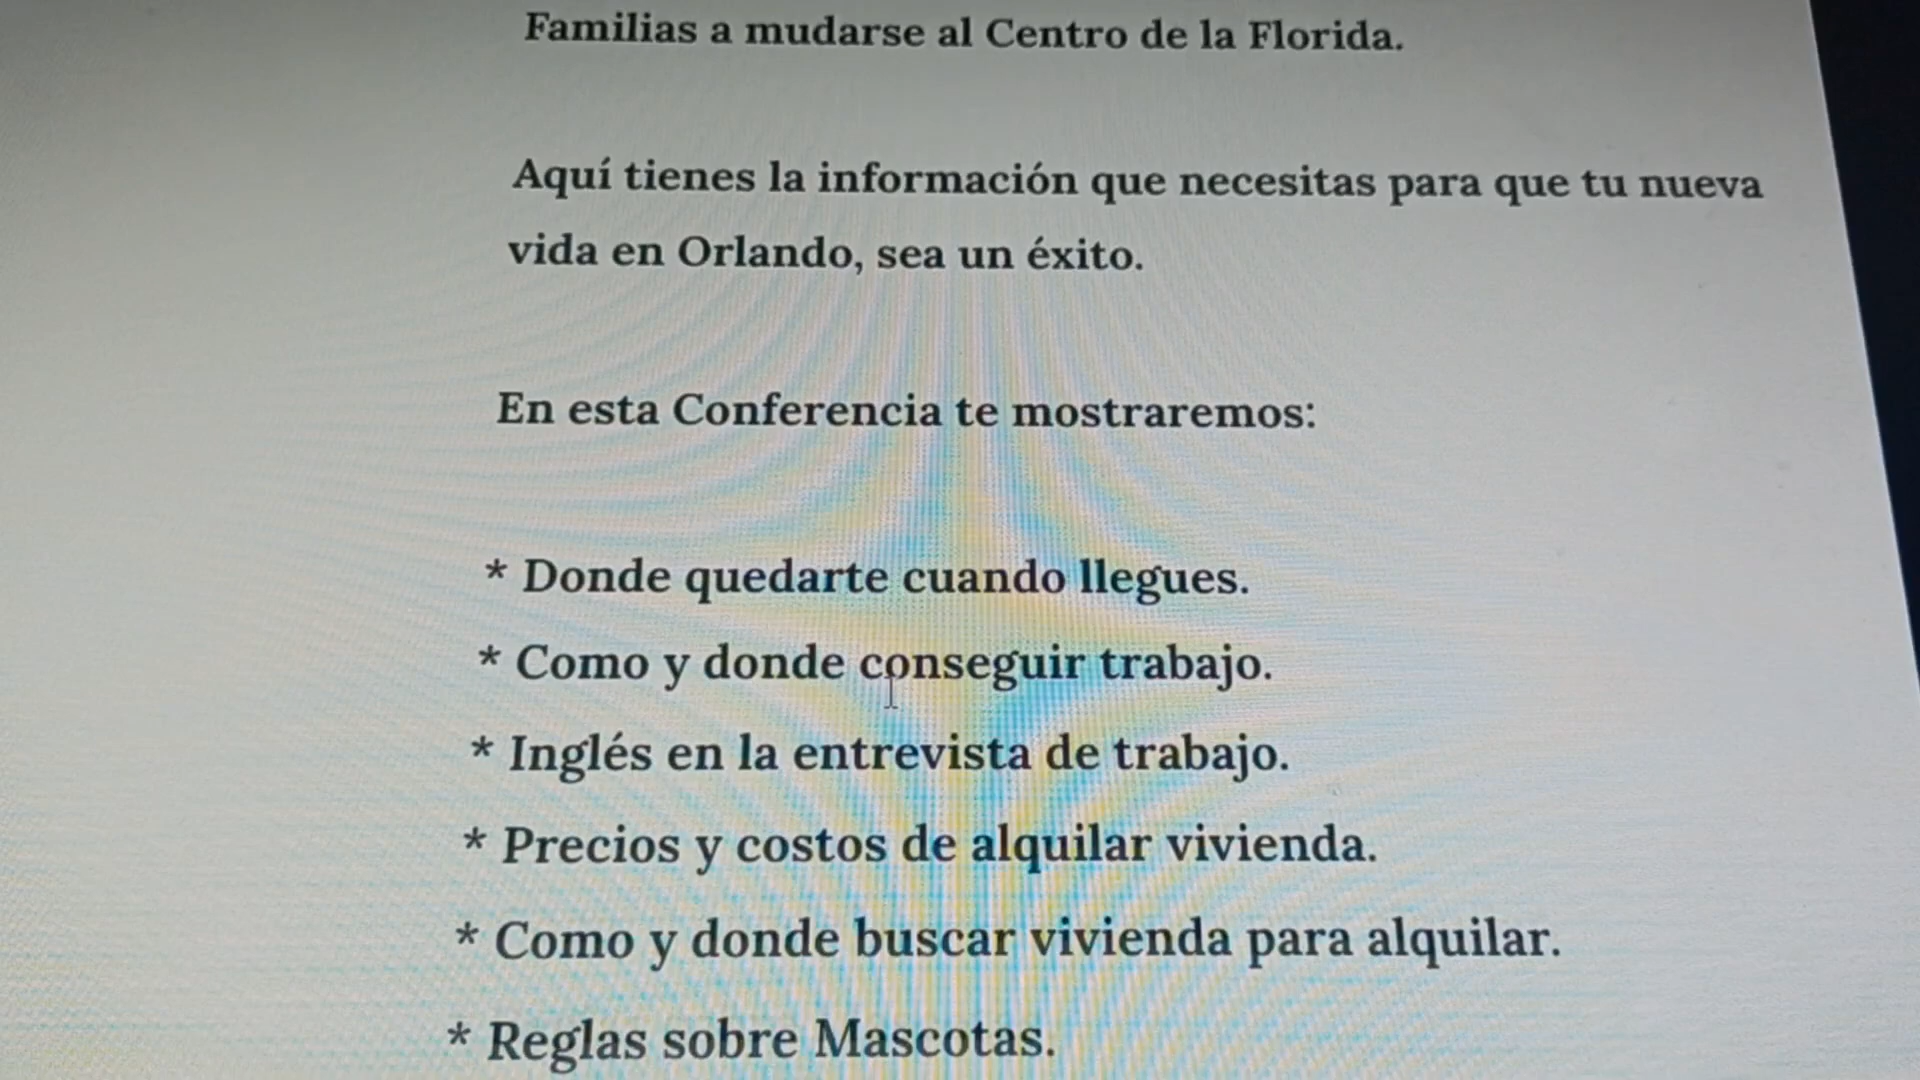 Familias a mudarse al Centro de la Florida.
Aquí tienes la información que necesitas para que tu nueva
vida en Orlando, sea un éxito.
En esta Conferencia te mostraremos:
* Donde quedarte cuando llegues.
* Como y donde conseguir trabajo.
* Inglés en la entrevista de trabajo.
* Precios y costos de alquilar vivienda.
* Como y donde buscar vivienda para alquilar.
* Reglas sobre Mascotas.